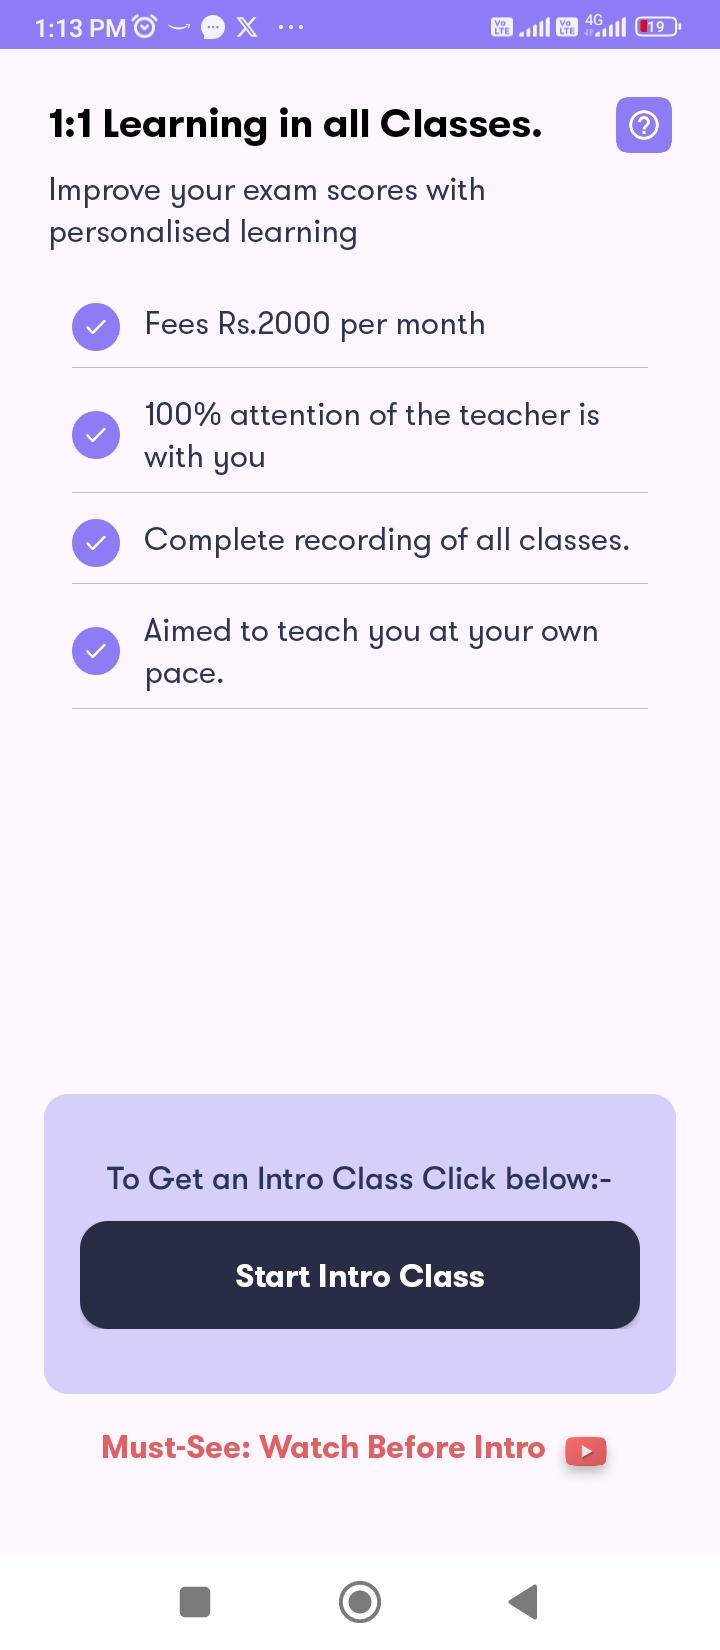 1:13 PM
Vo LTE Vo LTE 4G 19
1:1 Learning in all Classes.
Improve your exam scores with
personalised learning
Fees Rs.2000 per month
100% attention of the teacher is
with you
Complete recording of all classes.
Aimed to teach you at your own
pace.
To Get an Intro Class Click below:-
Start Intro Class
Must-See: Watch Before Intro